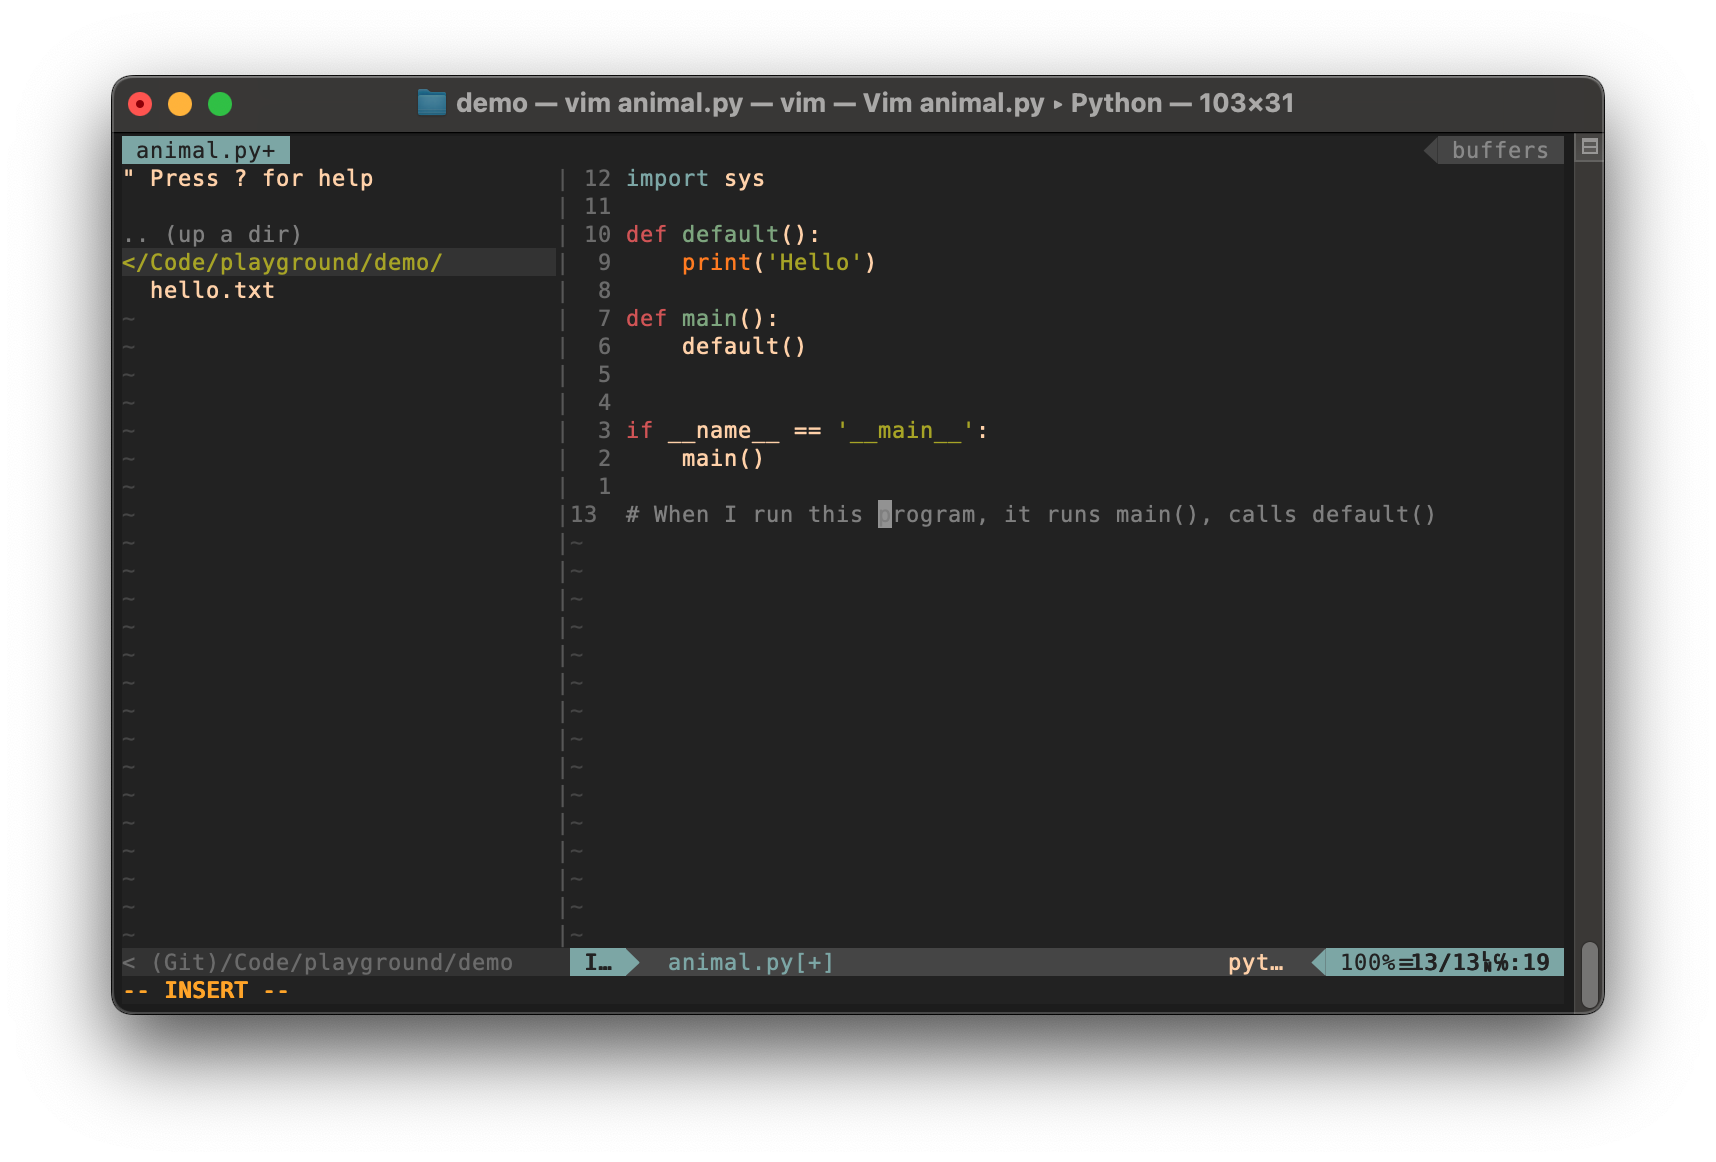 demo — vim animal.py — vim — Vim animal.py ▸ Python — 103×31
animal.py+
buffers
" Press ? for help
.. (up a dir)
</Code/playground/demo/
hello.txt
12 import sys
11
10 def default():
9     print('Hello')
8
7 def main():
6     default()
5
4
3 if __name__ == '__main__':
2     main()
1
13 # When I run this program, it runs main(), calls default()
< (Git)/Code/playground/demo
I… animal.py[+] pyt… 100%≡13/13㏑℅:19
-- INSERT --